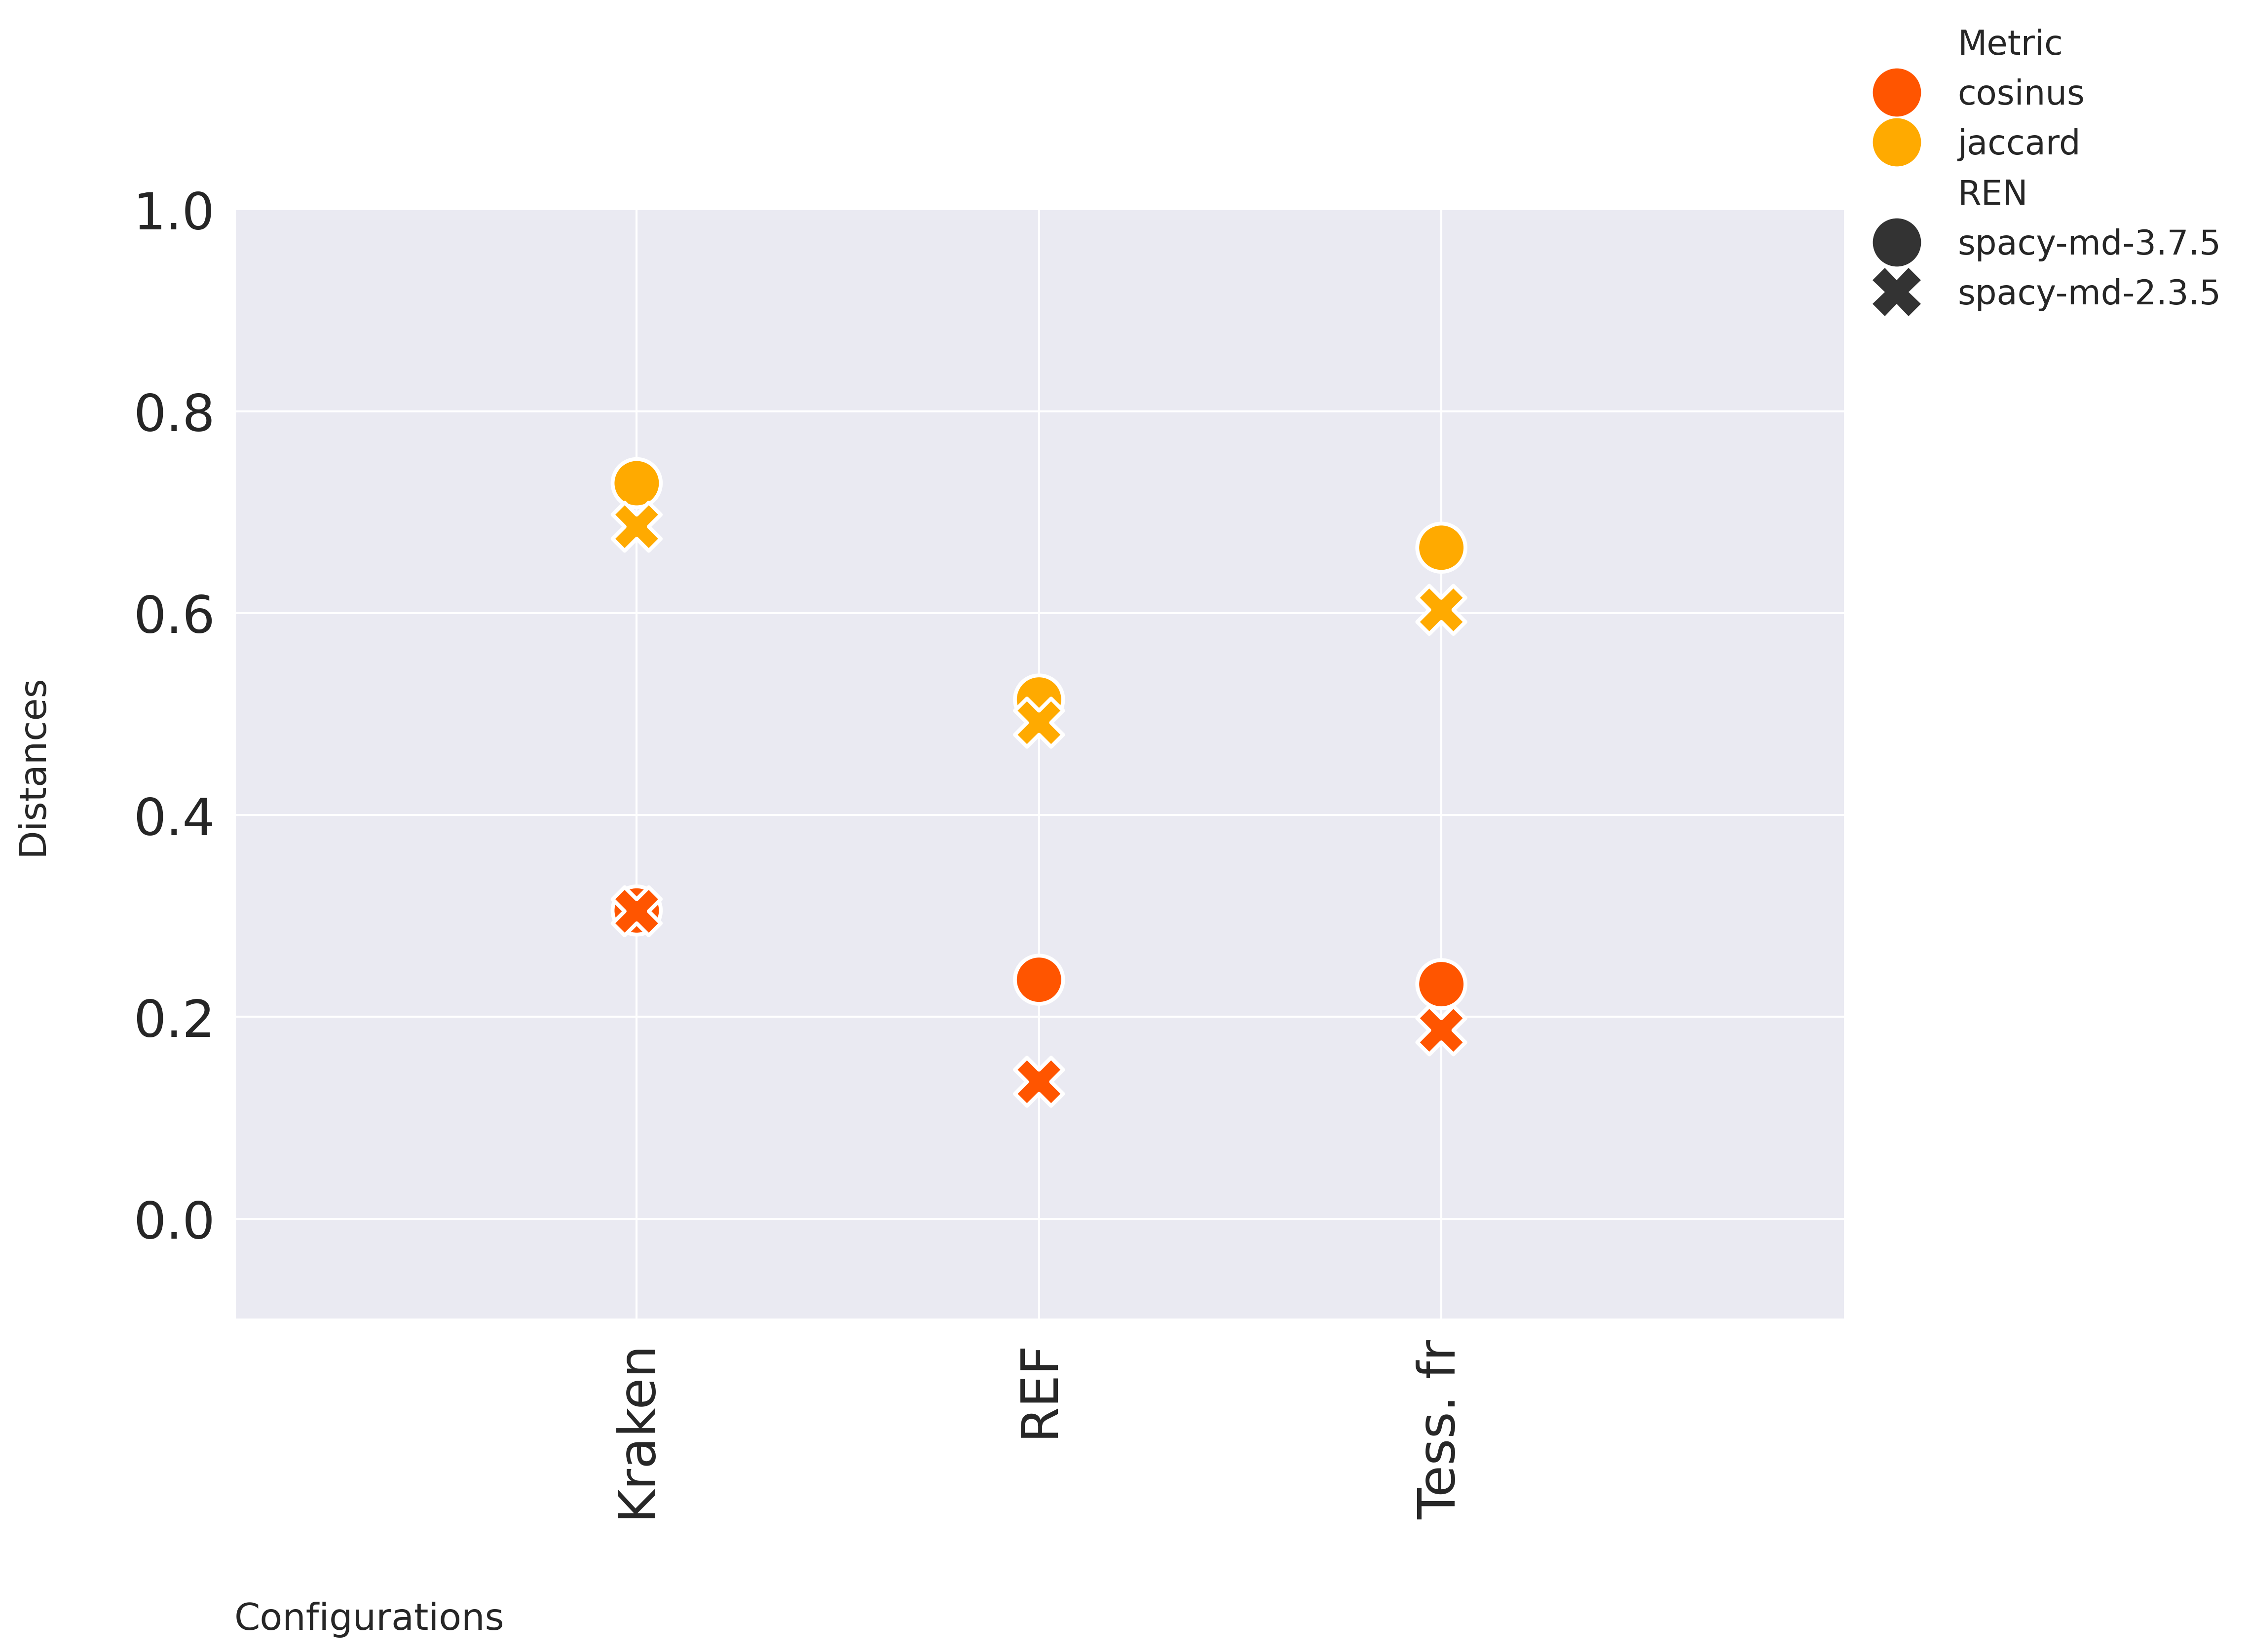 Metric
cosinus
jaccard
REN
spacy-md-3.7.5
spacy-md-2.3.5
1.0
0.8
0.6
0.4
0.2
0.0
Distances
Kraken
REF
Tess. fr
Configurations